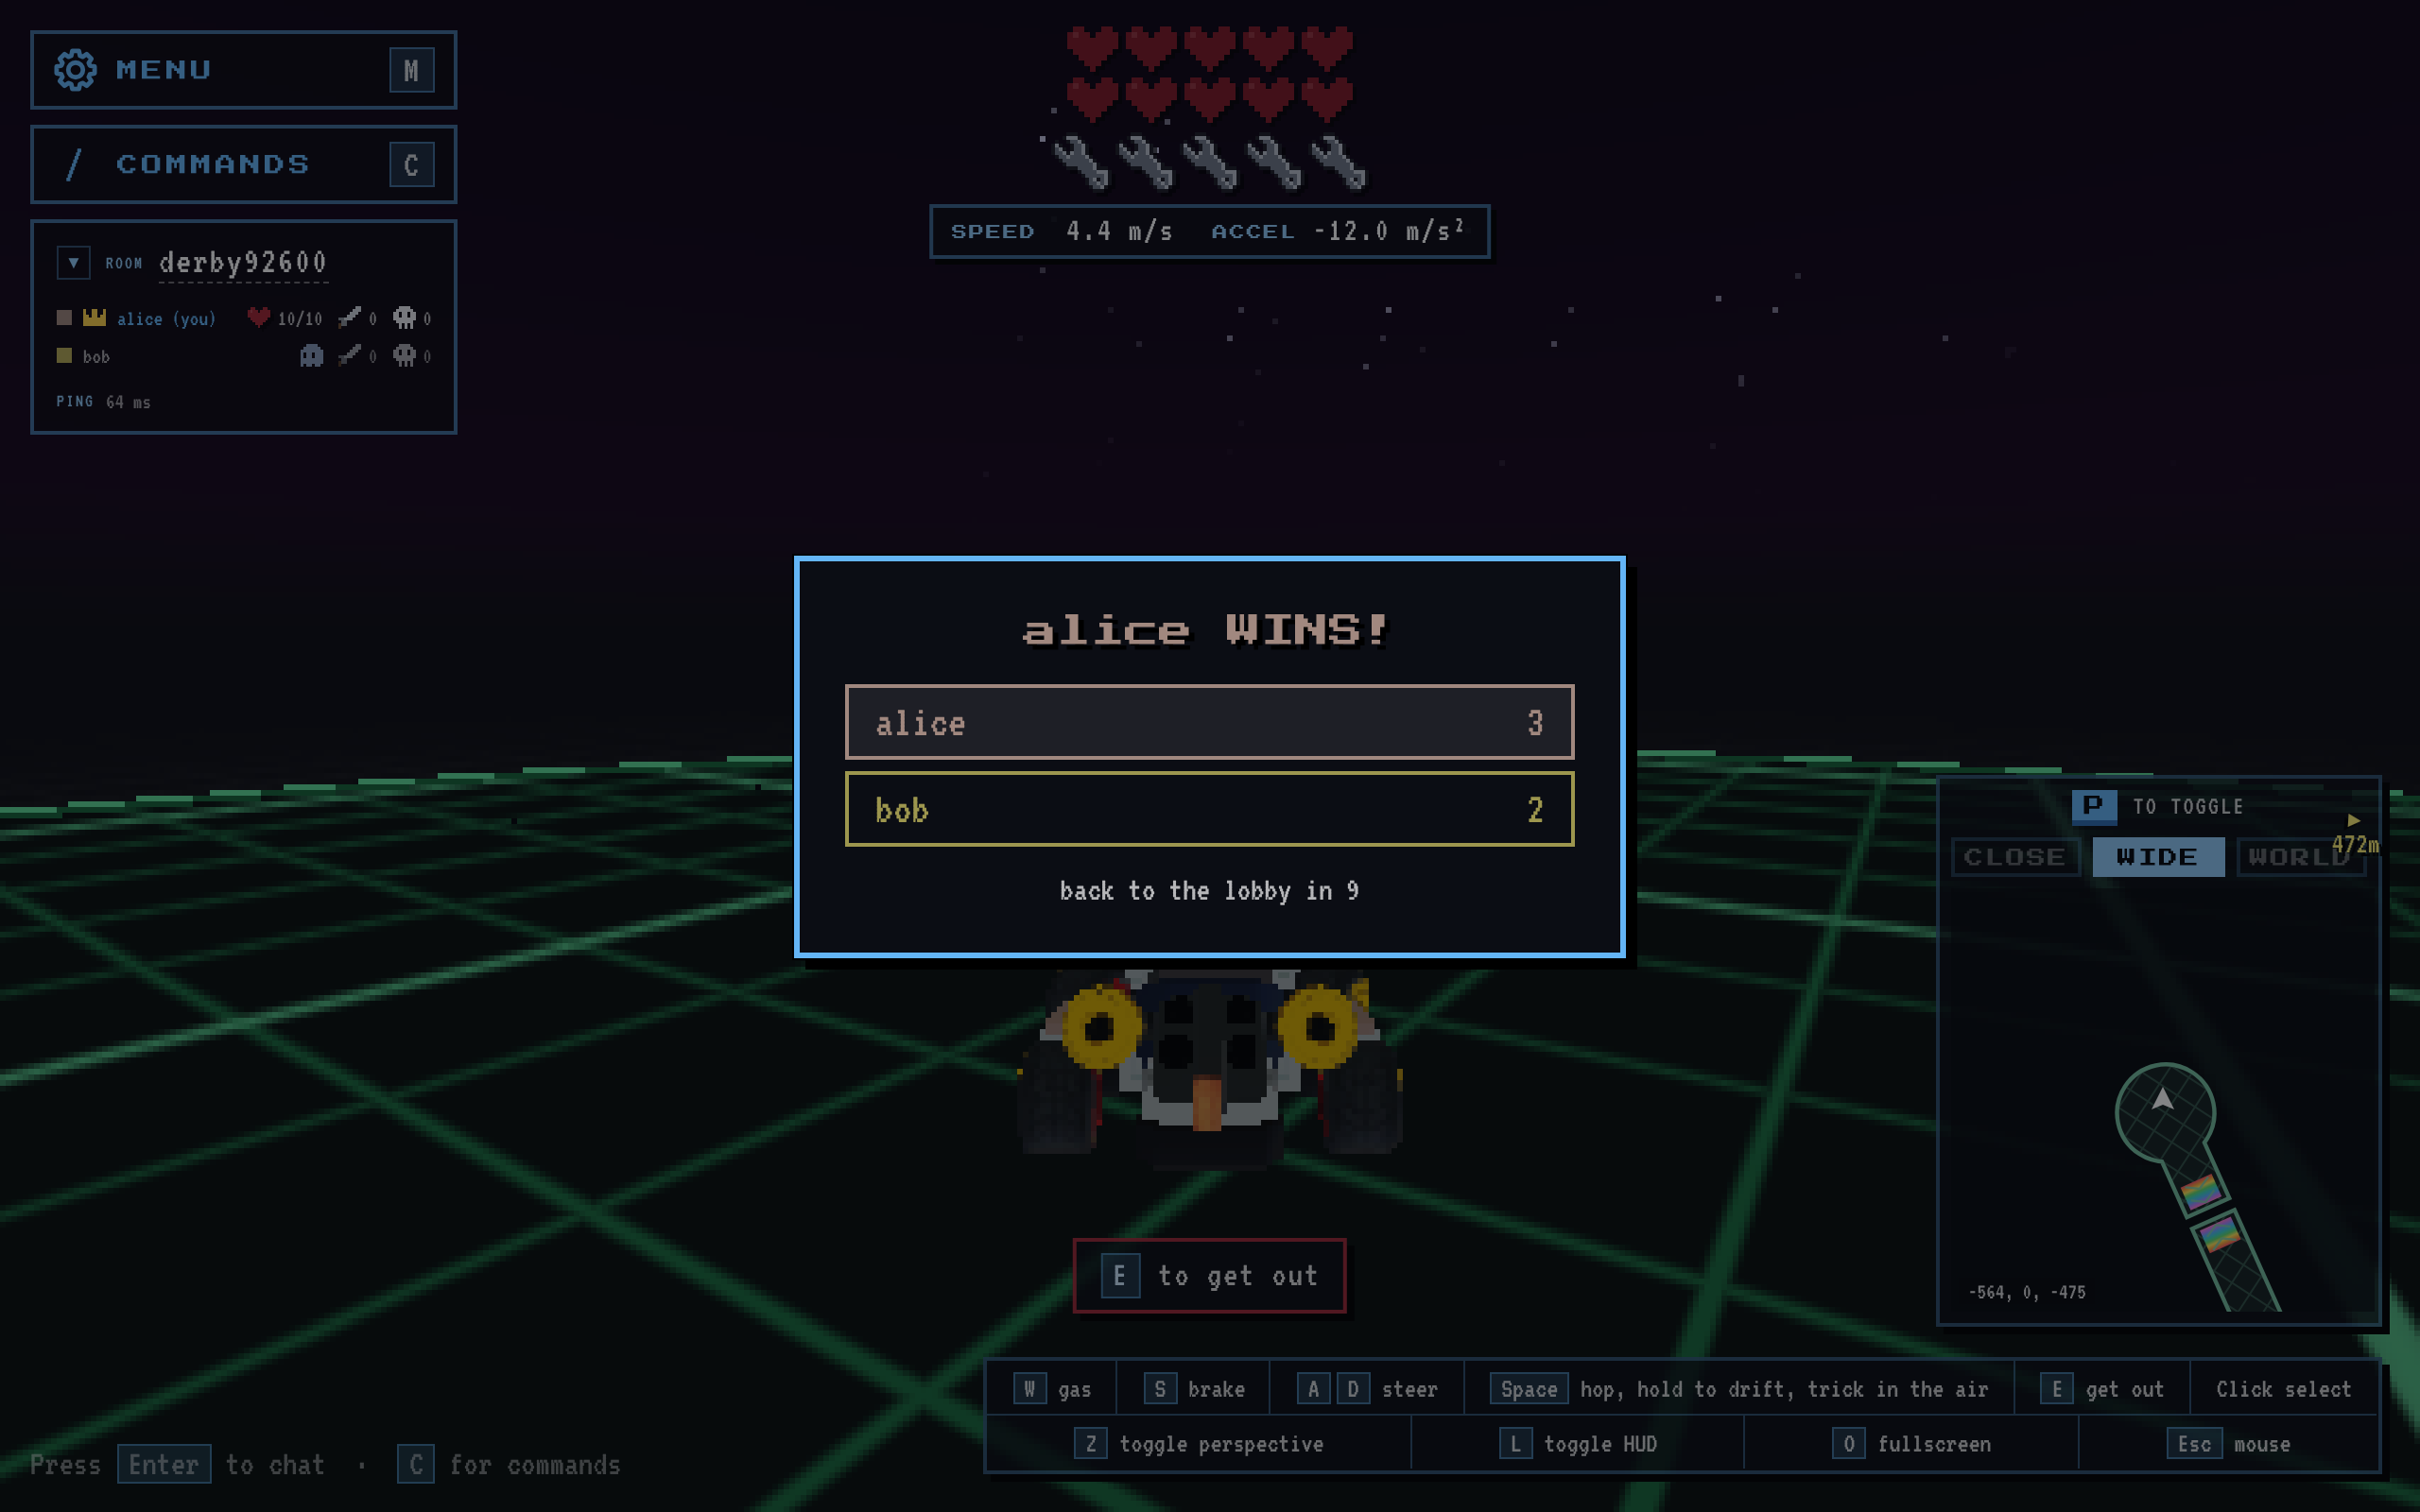 MENU M
/ COMMANDS C
ROOM derby92600
alice (you) 10/10 0 0
bob 0 0
PING 64 ms
SPEED 4.4 m/s ACCEL -12.0 m/s²
alice WINS!
alice 3
bob 2
back to the lobby in 9
P TO TOGGLE
472m
CLOSE WIDE WORLD
-564, 0, -475
E to get out
W gas S brake A D steer Space hop, hold to drift, trick in the air E get out Click select
Z toggle perspective L toggle HUD O fullscreen Esc mouse
Press Enter to chat · C for commands